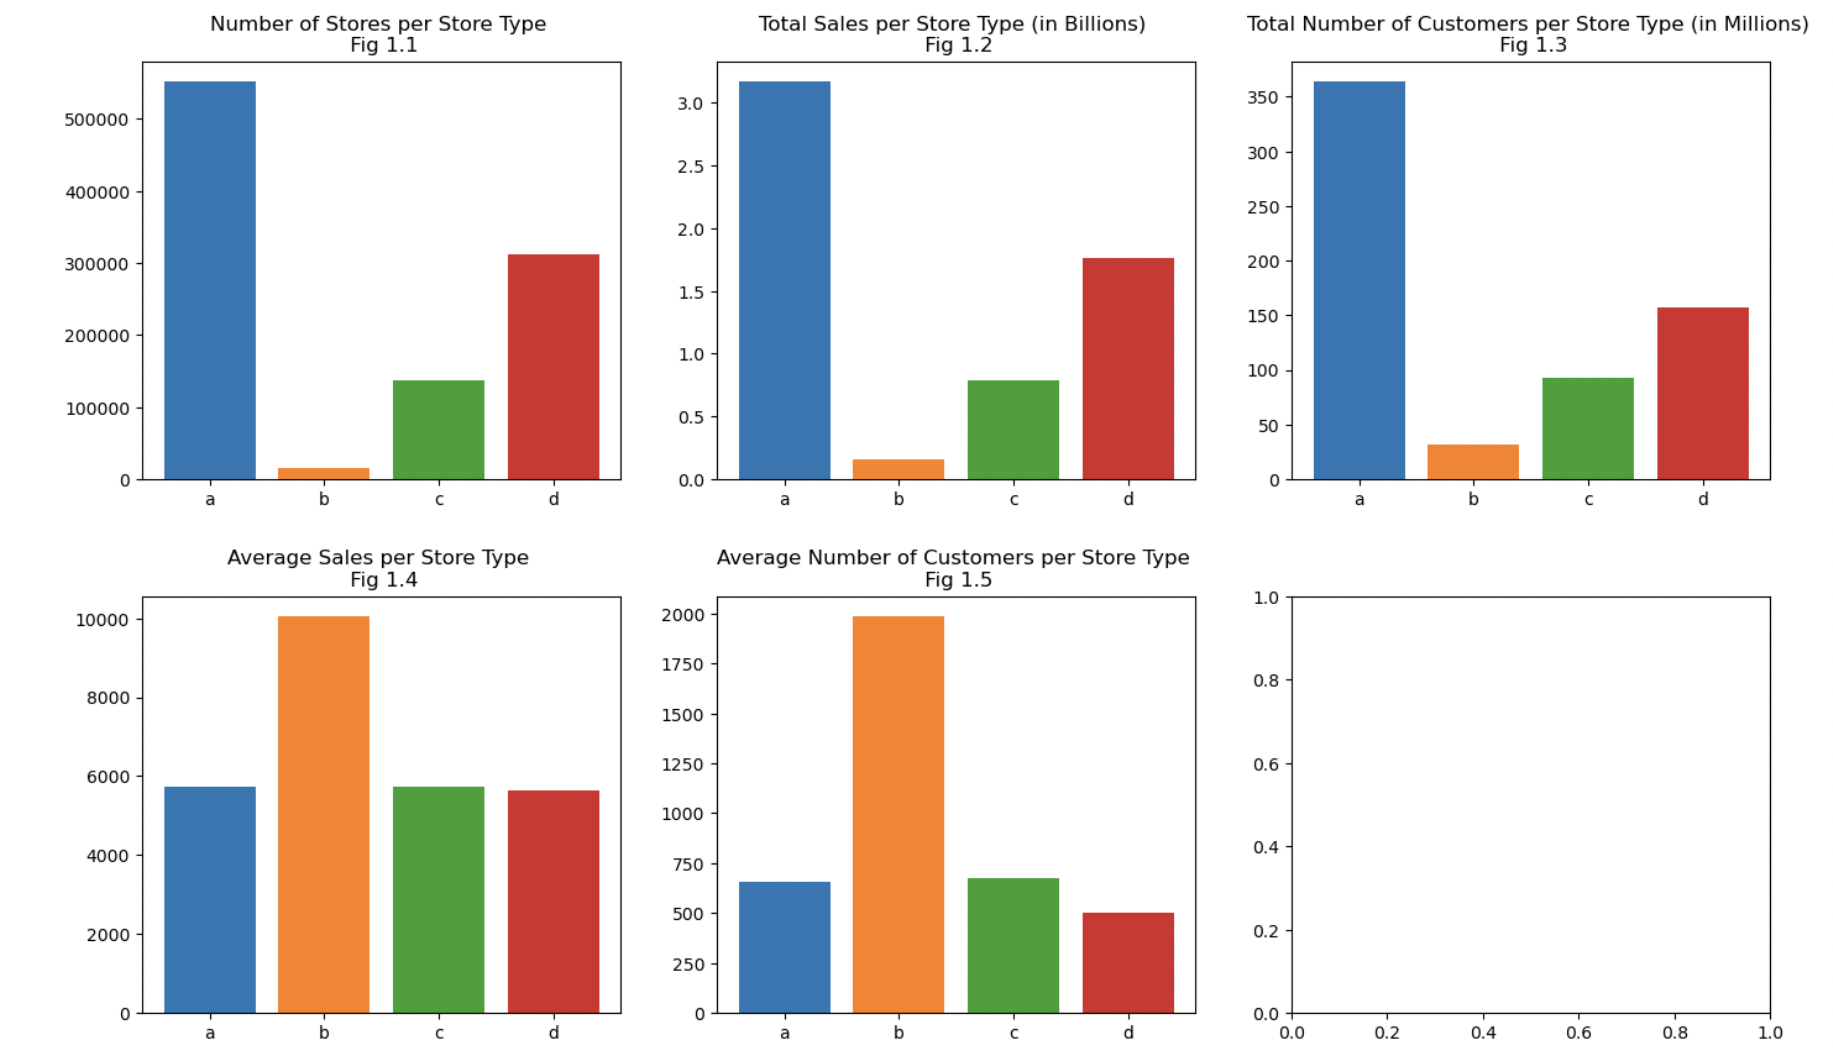 Number of Stores per Store Type
Fig 1.1
500000
400000
300000
200000
100000
0
a b c d
Total Sales per Store Type (in Billions)
Fig 1.2
3.0
2.5
2.0
1.5
1.0
0.5
0.0
a b c d
Total Number of Customers per Store Type (in Millions)
Fig 1.3
350
300
250
200
150
100
50
0
a b c d
Average Sales per Store Type
Fig 1.4
10000
8000
6000
4000
2000
0
a b c d
Average Number of Customers per Store Type
Fig 1.5
2000
1750
1500
1250
1000
750
500
250
0
a b c d
1.0
0.8
0.6
0.4
0.2
0.0
0.0 0.2 0.4 0.6 0.8 1.0